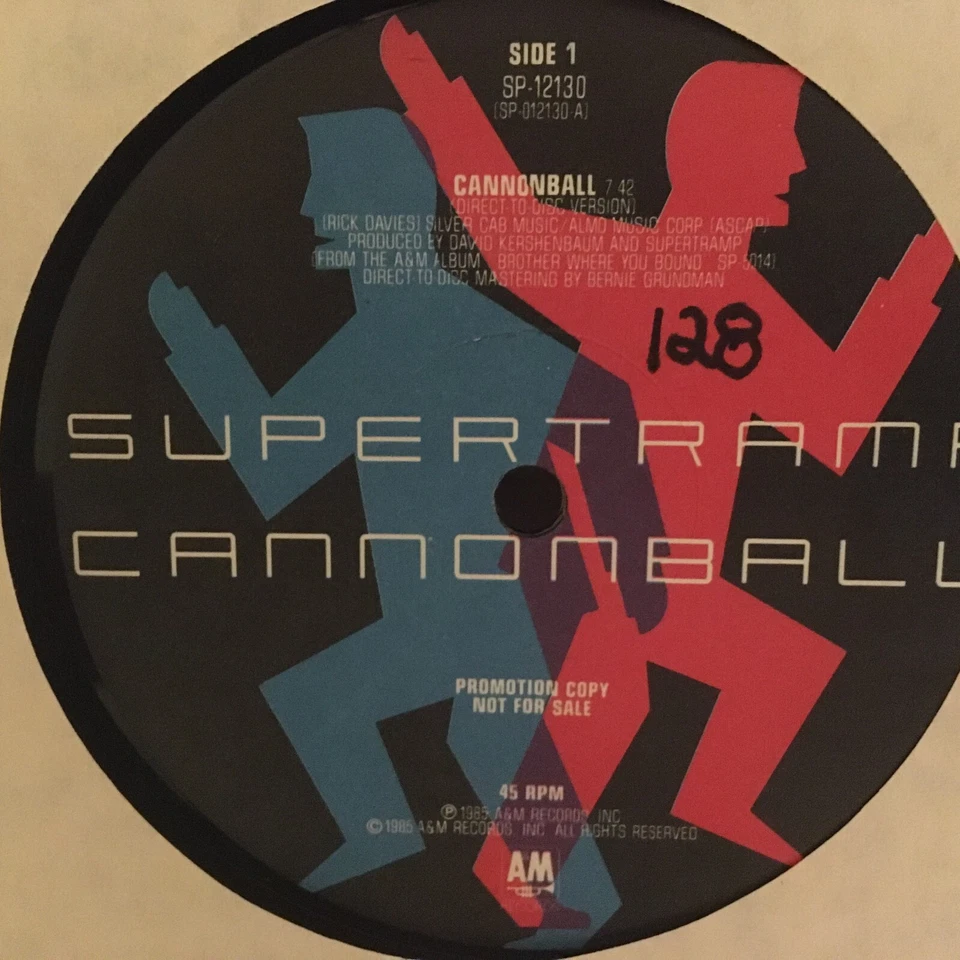 SIDE 1
SP-12130
(SP-012130-A)
CANNONBALL 7:42
(DIRECT TO DISC VERSION)
(RICK DAVIES) SILVER CAB MUSIC/ALMO MUSIC CORP. (ASCAP)
PRODUCED BY DAVID KERSHENBAUM AND SUPERTRAMP
(FROM THE A&M ALBUM BROTHER WHERE YOU BOUND SP-5014)
DIRECT TO DISC MASTERING BY BERNIE GRUNDMAN
128
SUPERTRAMP
CANNONBALL
PROMOTION COPY
NOT FOR SALE
45 RPM
℗ 1985 A&M RECORDS, INC.
© 1985 A&M RECORDS, INC. ALL RIGHTS RESERVED
AM